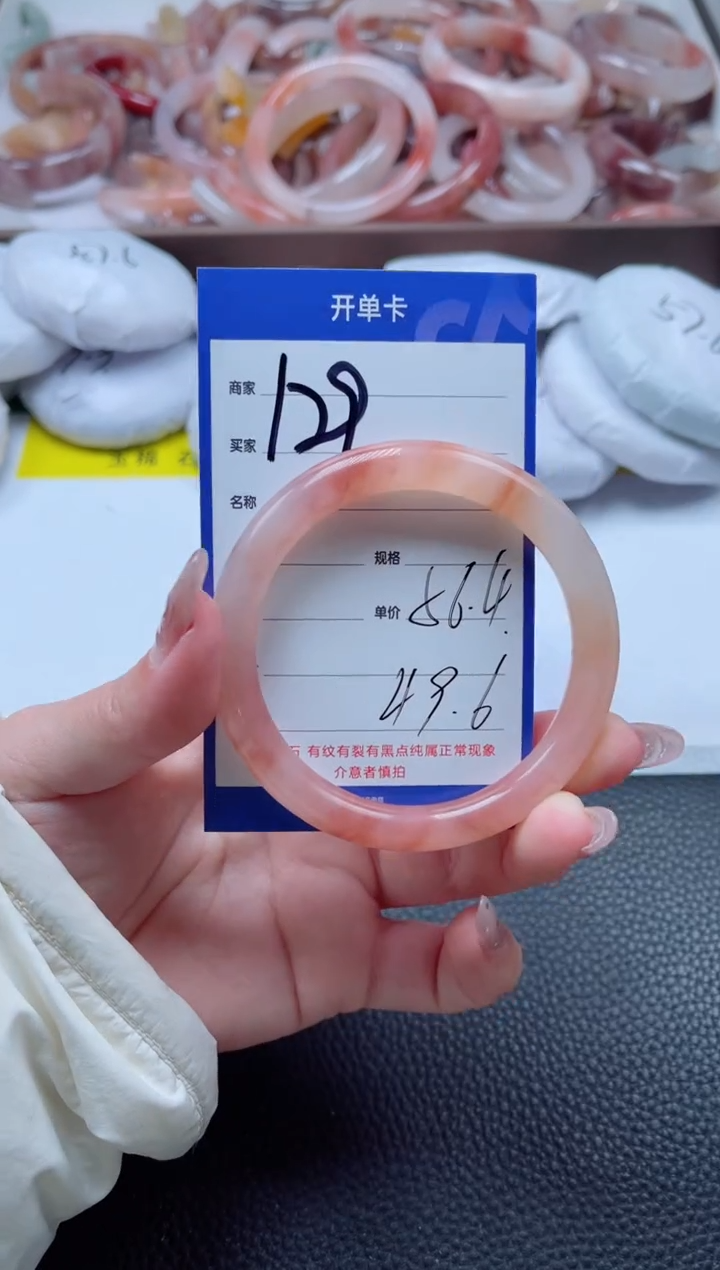 开单卡
商家 129
买家
名称
规格
单价 56.4
49.6
石 有纹有裂有黑点纯属正常现象
介意者慎拍